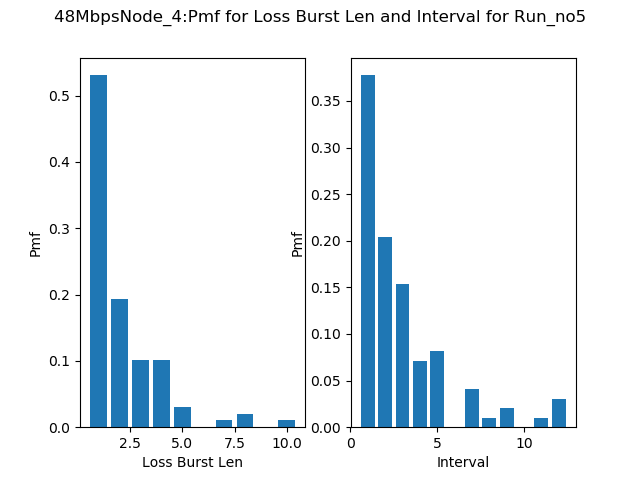 48MbpsNode_4:Pmf for Loss Burst Len and Interval for Run_no5
0.5
0.4
0.3
0.2
0.1
0.0
Pmf
2.5 5.0 7.5 10.0
Loss Burst Len
0.35
0.30
0.25
0.20
0.15
0.10
0.05
0.00
Pmf
0 5 10
Interval